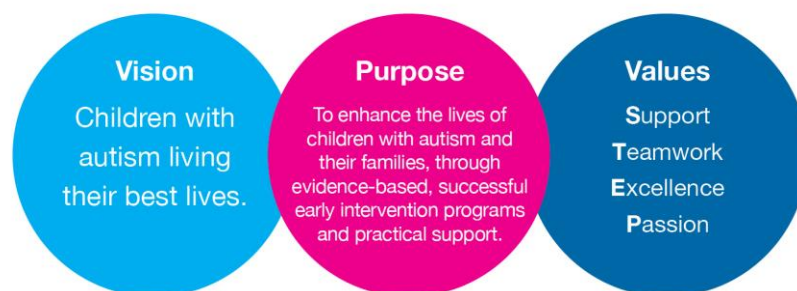 Vision
Children with
autism living
their best lives.
Purpose
To enhance the lives of
children with autism and
their families, through
evidence-based, successful
early intervention programs
and practical support.
Values
Support
Teamwork
Excellence
Passion